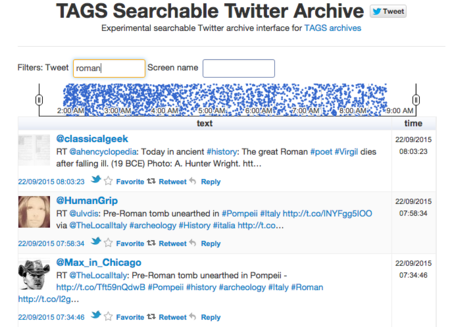 TAGS Searchable Twitter Archive Tweet
Experimental searchable Twitter archive interface for TAGS archives
Filters: Tweet roman Screen name
2:00 AM 3:00 AM 4:00 AM 5:00 AM 6:00 AM 7:00 AM 8:00 AM 9:00 AM
text time
@classicalgeek 22/09/2015
RT @ahencyclopedia: Today in ancient #history: The great Roman #poet #Virgil dies 08:03:23
after falling ill. (19 BCE) Photo: A. Hunter Wright. htt…
22/09/2015 08:03:23 Favorite Retweet Reply
@HumanGrip 22/09/2015
RT @ulvdis: Pre-Roman tomb unearthed in #Pompeii #Italy http://t.co/lNYFgg5IOO 07:58:34
via @TheLocalItaly #archeology #History #italia http://t.co…
22/09/2015 07:58:34 Favorite Retweet Reply
@Max_in_Chicago 22/09/2015
RT @TheLocalItaly: Pre-Roman tomb unearthed in Pompeii - 07:34:46
http://t.co/Tft59nQdwB #Pompeii #history #archeology #Italy #Roman
http://t.co/l2g…
22/09/2015 07:34:46 Favorite Retweet Reply